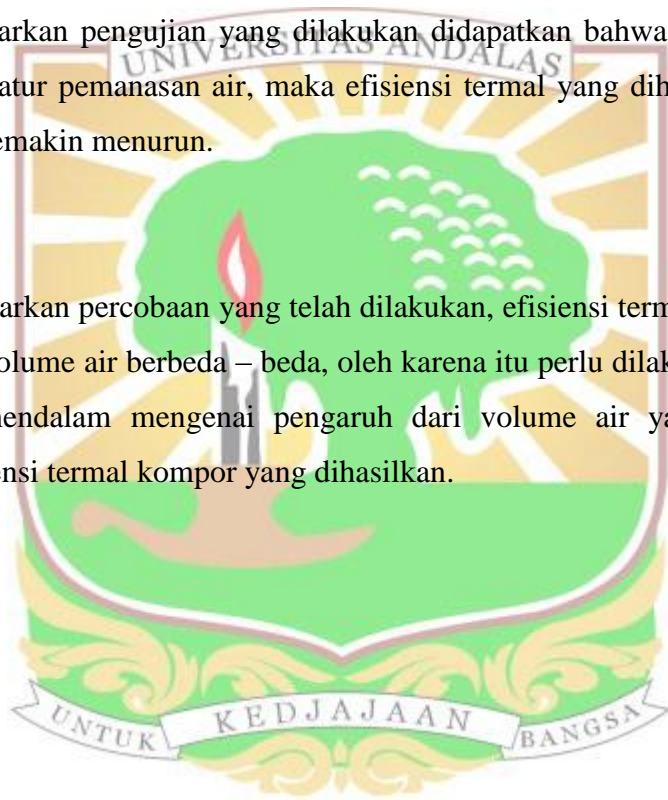 arkan pengujian yang dilakukan didapatkan bahwa
UNIVERSITAS ANDALAS
atur pemanasan air, maka efisiensi termal yang dih
emakin menurun.
arkan percobaan yang telah dilakukan, efisiensi term
olume air berbeda – beda, oleh karena itu perlu dilak
mendalam mengenai pengaruh dari volume air ya
ensi termal kompor yang dihasilkan.
UNTUK KEDJAJAAN BANGSA